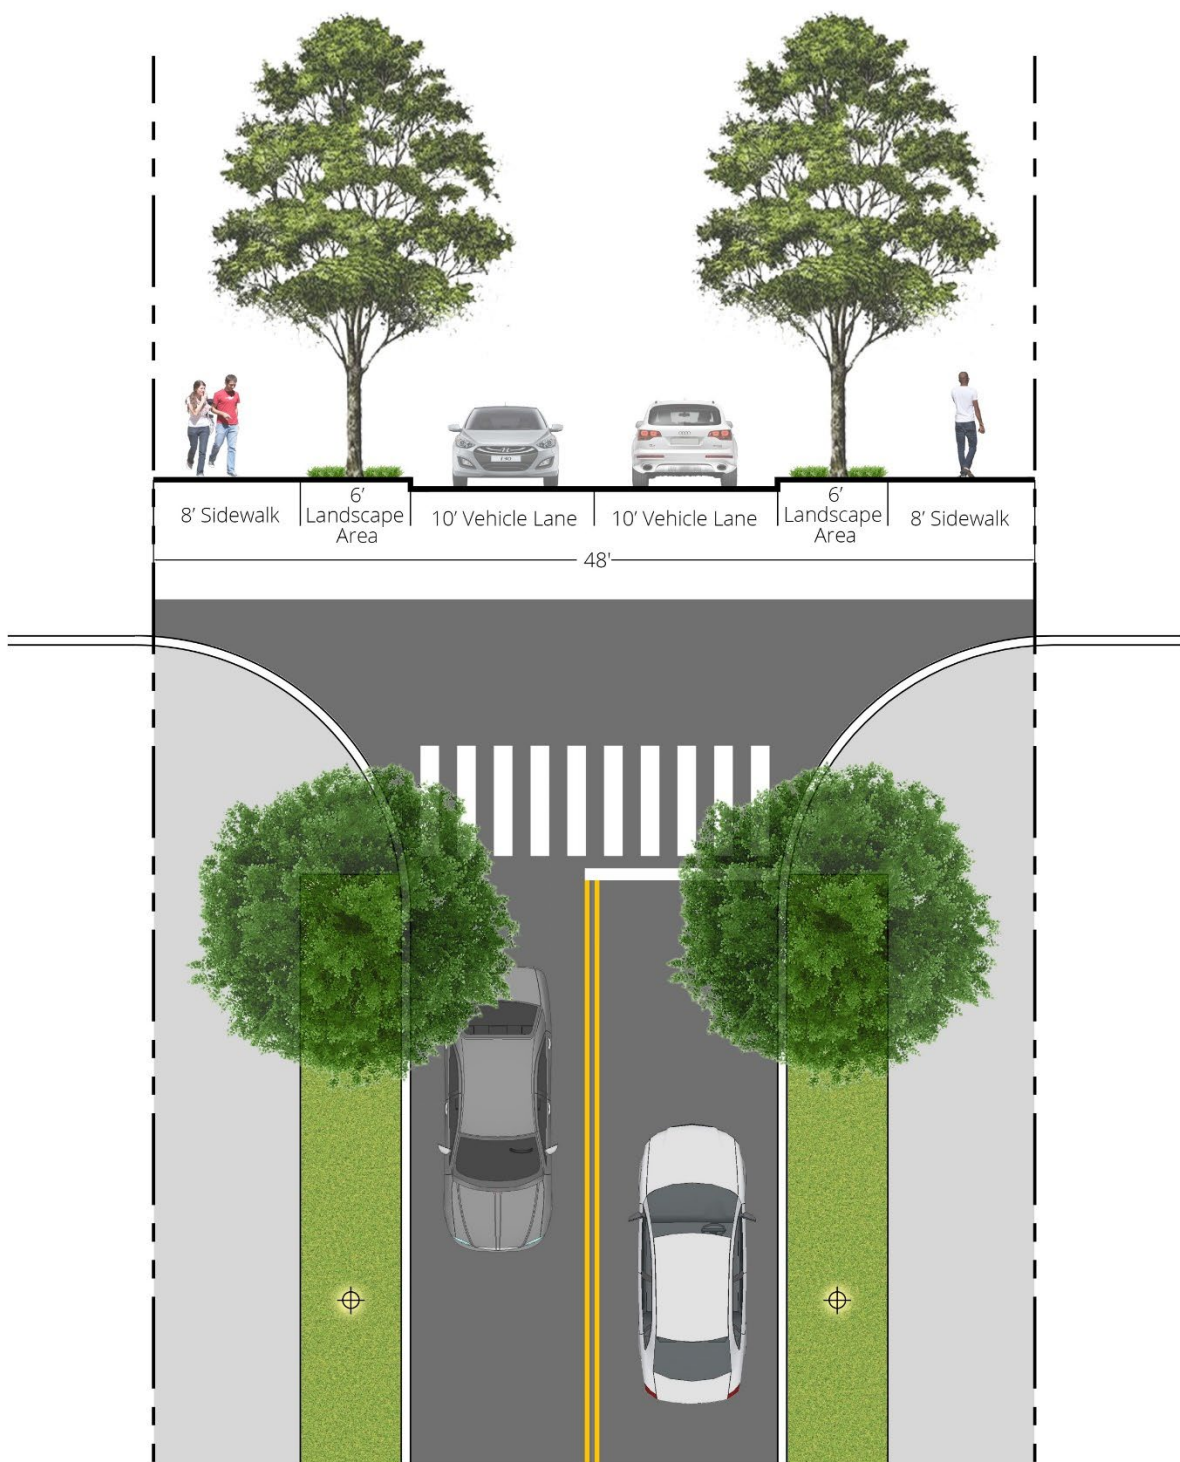 8’ Sidewalk
6’
Landscape
Area
10’ Vehicle Lane
10’ Vehicle Lane
6’
Landscape
Area
8’ Sidewalk
48'